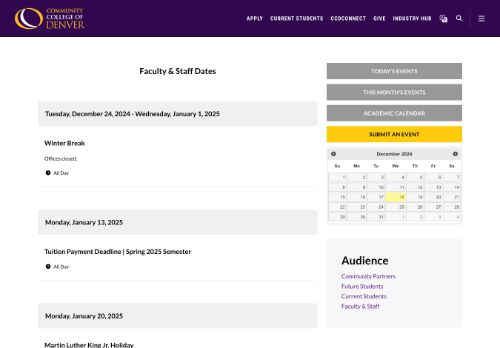 COMMUNITY
COLLEGE OF
DENVER
APPLY CURRENT STUDENTS CCDCONNECT GIVE INDUSTRY HUB
Faculty & Staff Dates
Tuesday, December 24, 2024 - Wednesday, January 1, 2025
Winter Break
Offices closed.
All Day
Monday, January 13, 2025
Tuition Payment Deadline | Spring 2025 Semester
All Day
Monday, January 20, 2025
Martin Luther King Jr. Holiday
TODAY'S EVENTS
THIS MONTH'S EVENTS
ACADEMIC CALENDAR
SUBMIT AN EVENT
December 2024
Su Mo Tu We Th Fr Sa
1 2 3 4 5 6 7
8 9 10 11 12 13 14
15 16 17 18 19 20 21
22 23 24 25 26 27 28
29 30 31 1 2 3 4
Audience
Community Partners
Future Students
Current Students
Faculty & Staff